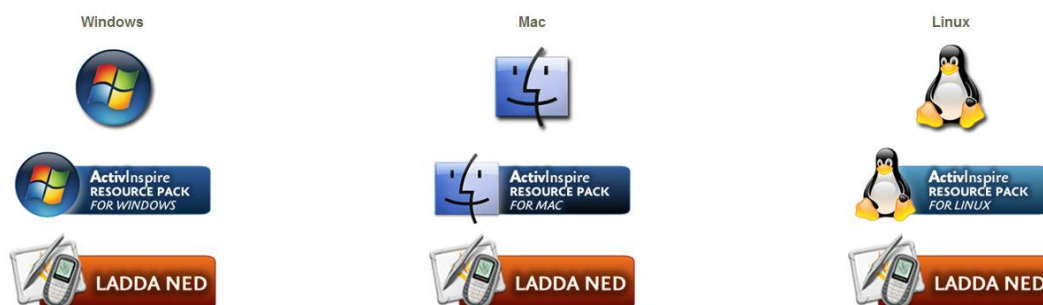 Windows
Mac
Linux
ActivInspire
RESOURCE PACK
FOR WINDOWS
ActivInspire
RESOURCE PACK
FOR MAC
ActivInspire
RESOURCE PACK
FOR LINUX
LADDA NED
LADDA NED
LADDA NED